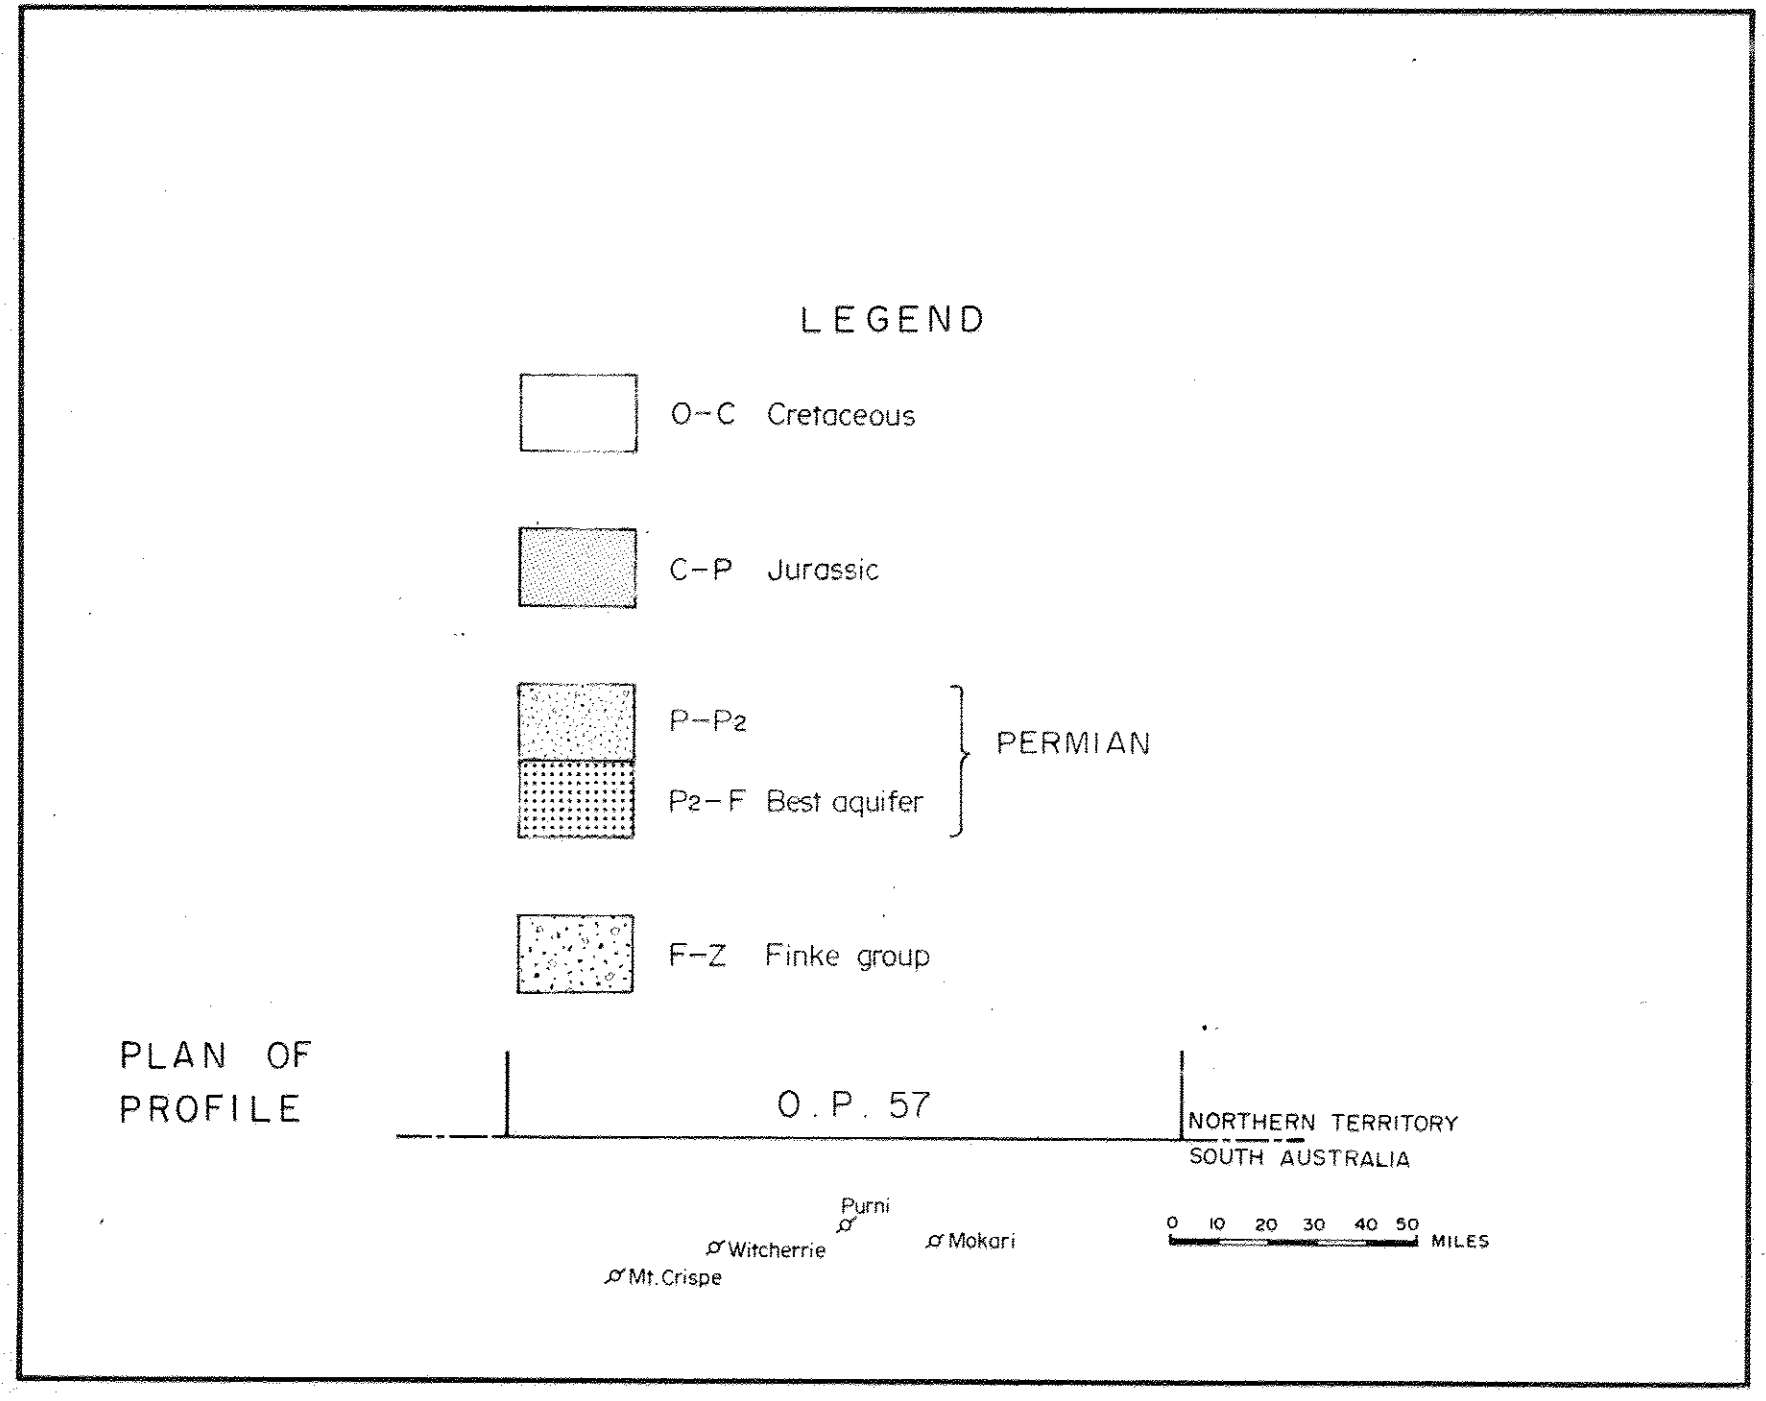 LEGEND
O-C Cretaceous
C-P Jurassic
P-P2
PERMIAN
P2-F Best aquifer
F-Z Finke group
PLAN OF
PROFILE
O.P. 57
NORTHERN TERRITORY
SOUTH AUSTRALIA
Purni
Witcherrie
Mokari
Mt. Crispe
0 10 20 30 40 50 MILES